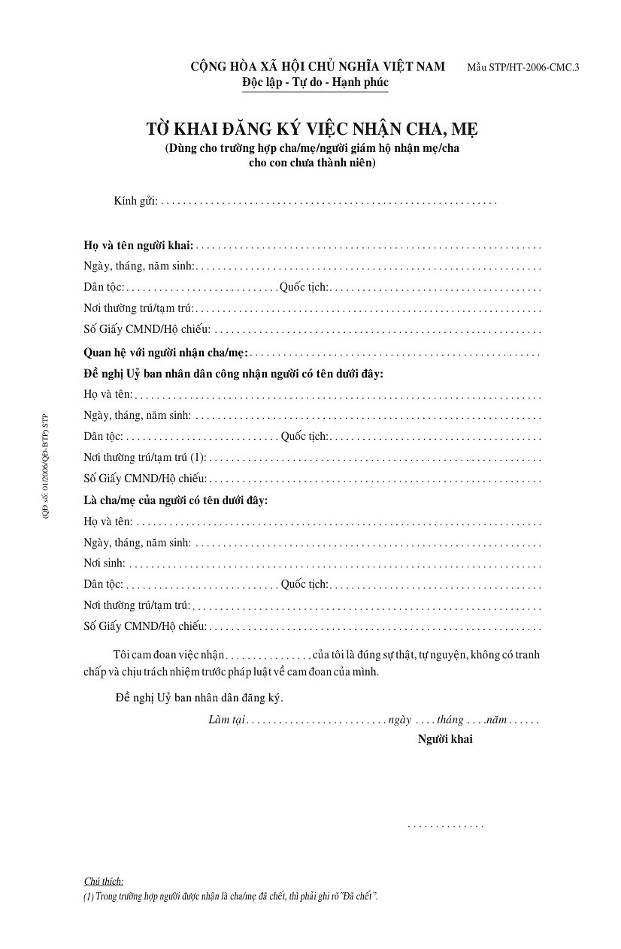 CỘNG HÒA XÃ HỘI CHỦ NGHĨA VIỆT NAM
Mẫu STP/HT-2006-CMC.3
Độc lập - Tự do - Hạnh phúc
TỜ KHAI ĐĂNG KÝ VIỆC NHẬN CHA, MẸ
(Dùng cho trường hợp cha/mẹ/người giám hộ nhận mẹ/cha
cho con chưa thành niên)
Kính gửi: . . . . . . . . . . . . . . . . . . . . . . . . . . . . . .
Họ và tên người khai: . . . . . . . . . . . . . . . . . . . . . . . . . . . . . .
Ngày, tháng, năm sinh: . . . . . . . . . . . . . . . . . . . . . . . . . . . . . .
Dân tộc: . . . . . . . . . . . . . . . Quốc tịch: . . . . . . . . . . . . . . .
Nơi thường trú/tạm trú: . . . . . . . . . . . . . . . . . . . . . . . . . . . . . .
Số Giấy CMND/Hộ chiếu: . . . . . . . . . . . . . . . . . . . . . . . . . . . . . .
Quan hệ với người nhận cha/mẹ: . . . . . . . . . . . . . . . . . . . . . . . . .
Đề nghị Uỷ ban nhân dân công nhận người có tên dưới đây:
Họ và tên: . . . . . . . . . . . . . . . . . . . . . . . . . . . . . .
Ngày, tháng, năm sinh: . . . . . . . . . . . . . . . . . . . . . . . . . . . . . .
Dân tộc: . . . . . . . . . . . . . . . Quốc tịch: . . . . . . . . . . . . . . .
Nơi thường trú/tạm trú (1): . . . . . . . . . . . . . . . . . . . . . . . . . . . . . .
Số Giấy CMND/Hộ chiếu: . . . . . . . . . . . . . . . . . . . . . . . . . . . . . .
Là cha/mẹ của người có tên dưới đây:
Họ và tên: . . . . . . . . . . . . . . . . . . . . . . . . . . . . . .
Ngày, tháng, năm sinh: . . . . . . . . . . . . . . . . . . . . . . . . . . . . . .
Nơi sinh: . . . . . . . . . . . . . . . . . . . . . . . . . . . . . .
Dân tộc: . . . . . . . . . . . . . . . Quốc tịch: . . . . . . . . . . . . . . .
Nơi thường trú/tạm trú: . . . . . . . . . . . . . . . . . . . . . . . . . . . . . .
Số Giấy CMND/Hộ chiếu: . . . . . . . . . . . . . . . . . . . . . . . . . . . . . .
Tôi cam đoan việc nhận . . . . . . . . . . . . . . . của tôi là đúng sự thật, tự nguyện, không có tranh
chấp và chịu trách nhiệm trước pháp luật về cam đoan của mình.
Đề nghị Uỷ ban nhân dân đăng ký.
Làm tại . . . . . . . . . . . . . . . . . . . . . . . . . ngày . . . . tháng . . . .năm . . . . . .
Người khai
. . . . . . . . . . . . . .
Chú thích:
(1) Trong trường hợp người được nhận là cha/mẹ đã chết, thì phải ghi rõ "Đã chết".
(QĐ số: 01/2006/QĐ-BTP) STP